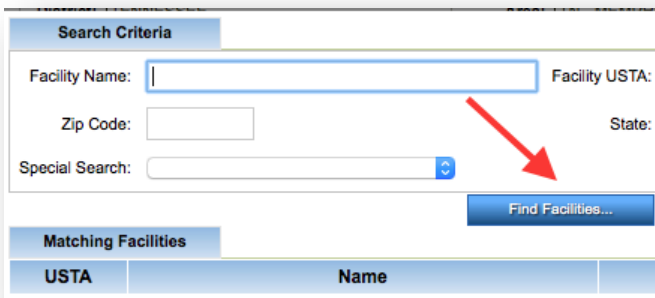 Search Criteria
Facility Name: Facility USTA:
Zip Code: State:
Special Search:
Find Facilities...
Matching Facilities
USTA Name